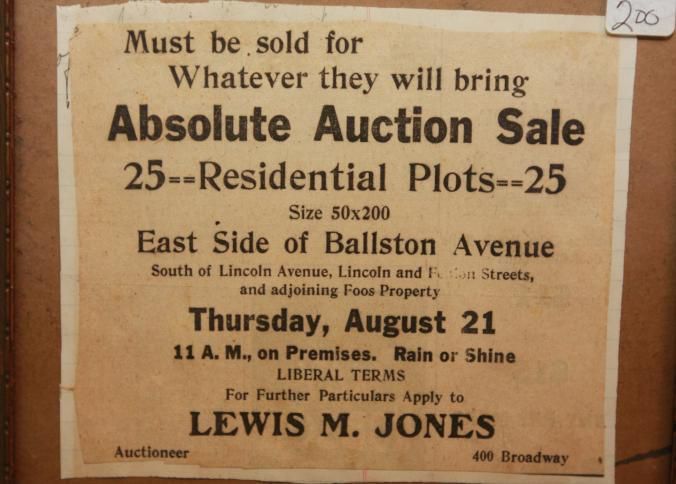 200
Must be sold for
Whatever they will bring
Absolute Auction Sale
25==Residential Plots==25
Size 50x200
East Side of Ballston Avenue
South of Lincoln Avenue, Lincoln and Streets,
and adjoining Foos Property
Thursday, August 21
11 A. M., on Premises. Rain or Shine
LIBERAL TERMS
For Further Particulars Apply to
LEWIS M. JONES
Auctioneer 400 Broadway